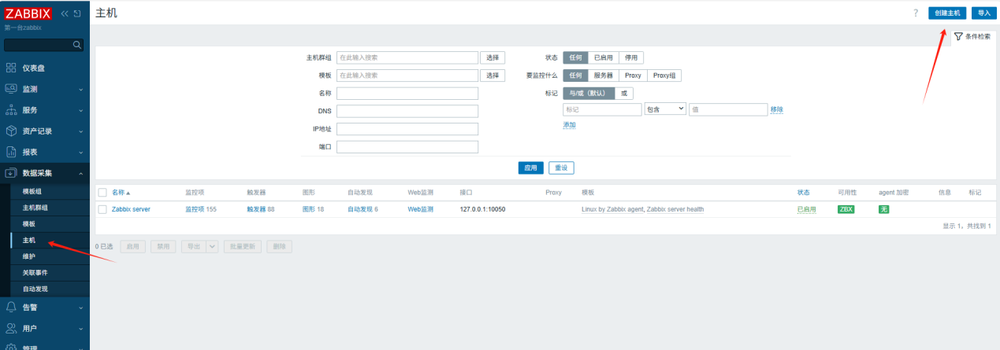 ZABBIX
第一台zabbix
仪表盘
监测
服务
资产记录
报表
数据采集
模板组
主机群组
模板
主机
维护
关联事件
自动发现
告警
用户
管理
主机
? 创建主机 导入
条件检索
主机群组 在此输入搜索 选择 状态 任何 已启用 停用
模板 在此输入搜索 选择 要监控什么 任何 服务器 Proxy Proxy组
名称 标记 与/或（默认） 或
DNS 标记 包含 值 移除
IP地址 添加
端口
应用 重设
名称 监控项 触发器 图形 自动发现 Web监测 接口 Proxy 模板 状态 可用性 agent 加密 信息 标记
Zabbix server 监控项 155 触发器 88 图形 18 自动发现 6 Web监测 127.0.0.1:10050 Linux by Zabbix agent, Zabbix server health 已启用 ZBX 无
显示 1，共找到 1
0 已选 启用 禁用 导出 批量更新 删除